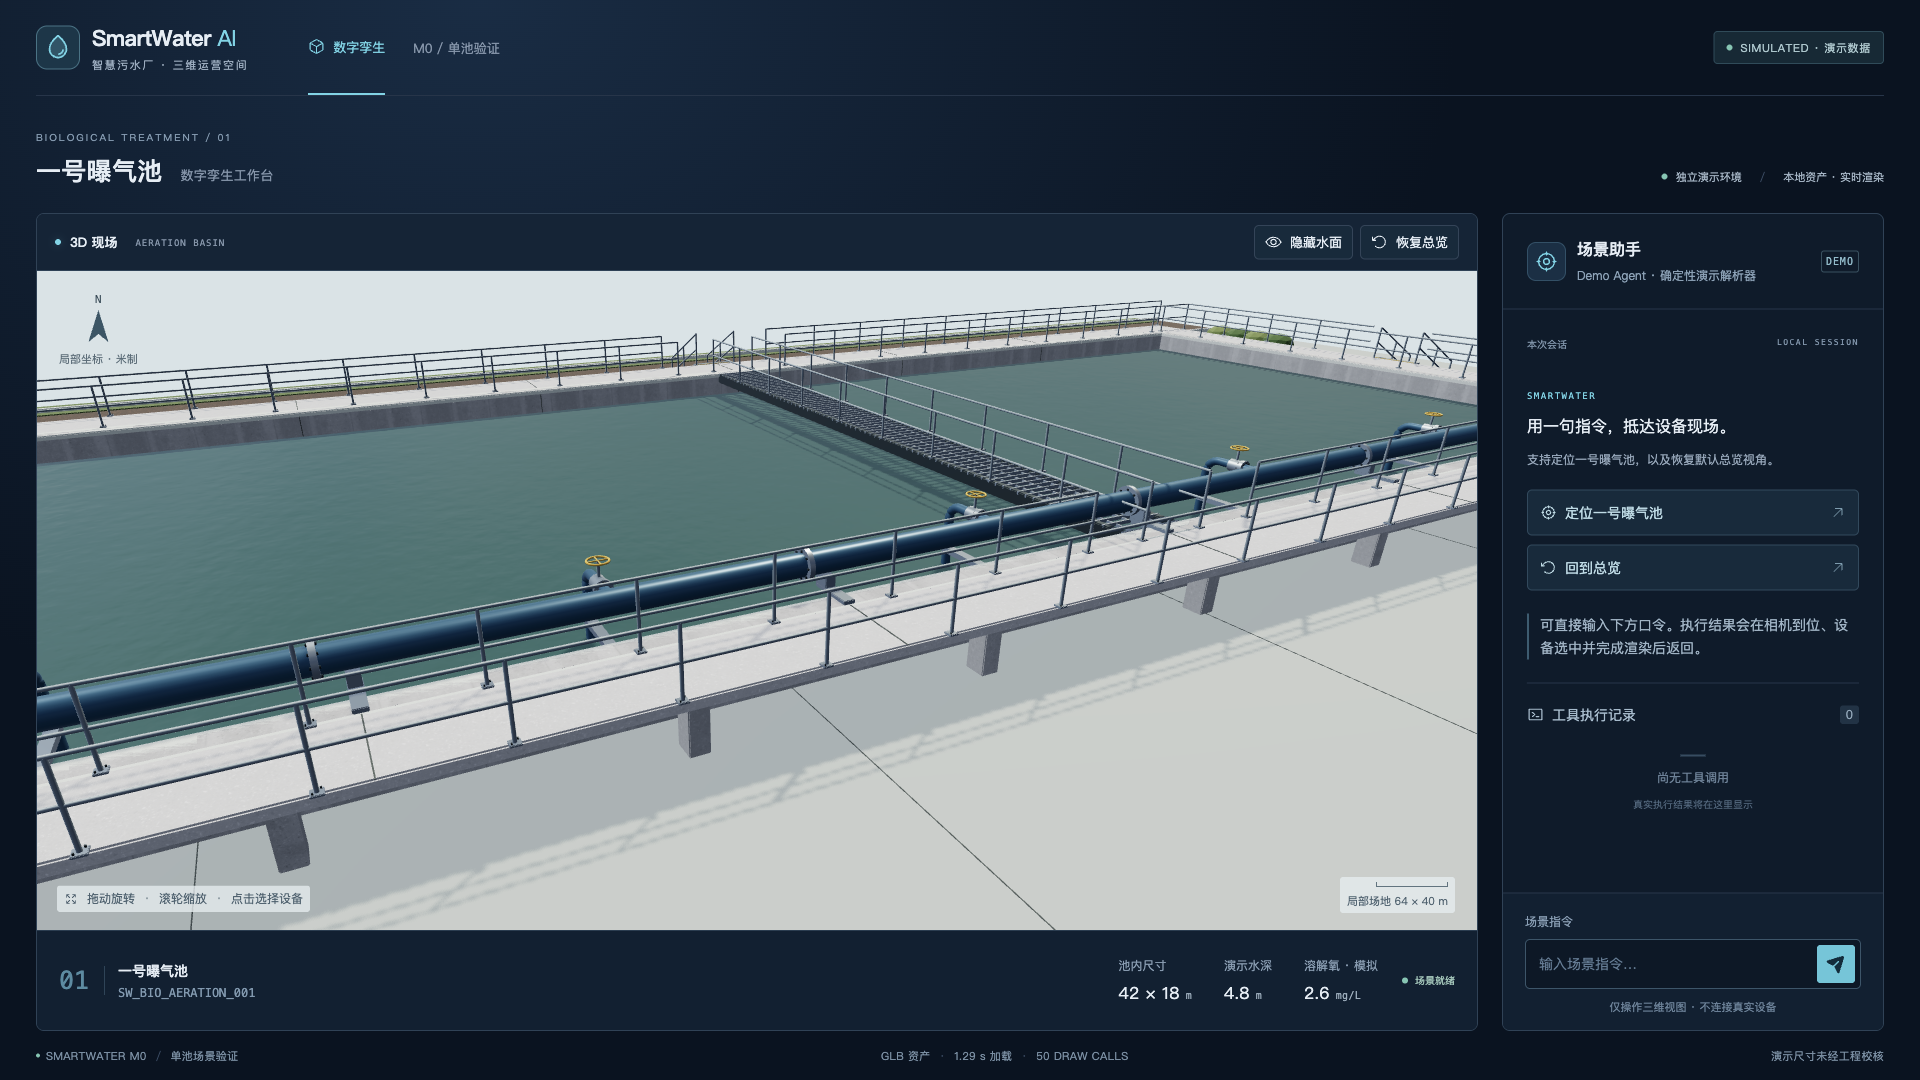 SmartWater AI
智慧污水厂 · 三维运营空间
数字孪生
M0 / 单池验证
SIMULATED · 演示数据
BIOLOGICAL TREATMENT / 01
一号曝气池
数字孪生工作台
独立演示环境 / 本地资产 · 实时渲染
3D 现场
AERATION BASIN
隐藏水面
恢复总览
N
局部坐标 · 米制
拖动旋转 · 滚轮缩放 · 点击选择设备
局部场地 64 × 40 m
01
一号曝气池
SW_BIO_AERATION_001
池内尺寸
42 × 18 m
演示水深
4.8 m
溶解氧 · 模拟
2.6 mg/L
场景就绪
场景助手
Demo Agent · 确定性演示解析器
DEMO
本次会话
LOCAL SESSION
SMARTWATER
用一句指令，抵达设备现场。
支持定位一号曝气池，以及恢复默认总览视角。
定位一号曝气池
回到总览
可直接输入下方口令。执行结果会在相机到位、设
备选中并完成渲染后返回。
工具执行记录
0
尚无工具调用
真实执行结果将在这里显示
场景指令
输入场景指令...
仅操作三维视图 · 不连接真实设备
SMARTWATER M0 / 单池场景验证
GLB 资产 · 1.29 s 加载 · 50 DRAW CALLS
演示尺寸未经工程校核